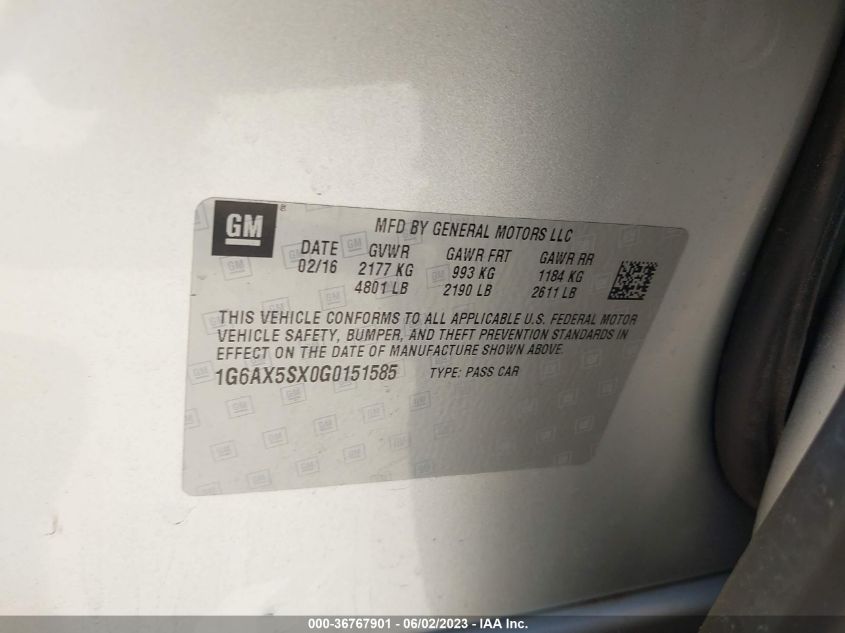 GM
MFD BY GENERAL MOTORS LLC
DATE GVWR GAWR FRT GAWR RR
02/16 2177 KG 993 KG 1184 KG
4801 LB 2190 LB 2611 LB
THIS VEHICLE CONFORMS TO ALL APPLICABLE U.S. FEDERAL MOTOR
VEHICLE SAFETY, BUMPER, AND THEFT PREVENTION STANDARDS IN
EFFECT ON THE DATE OF MANUFACTURE SHOWN ABOVE.
1G6AX5SX0G0151585 TYPE: PASS CAR
000-36767901 - 06/02/2023 - IAA Inc.